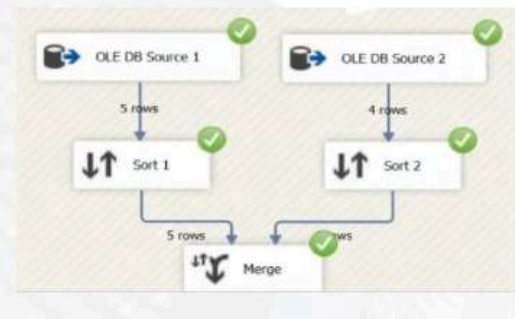 OLE DB Source 1
OLE DB Source 2
5 rows
4 rows
Sort 1
Sort 2
5 rows
Merge